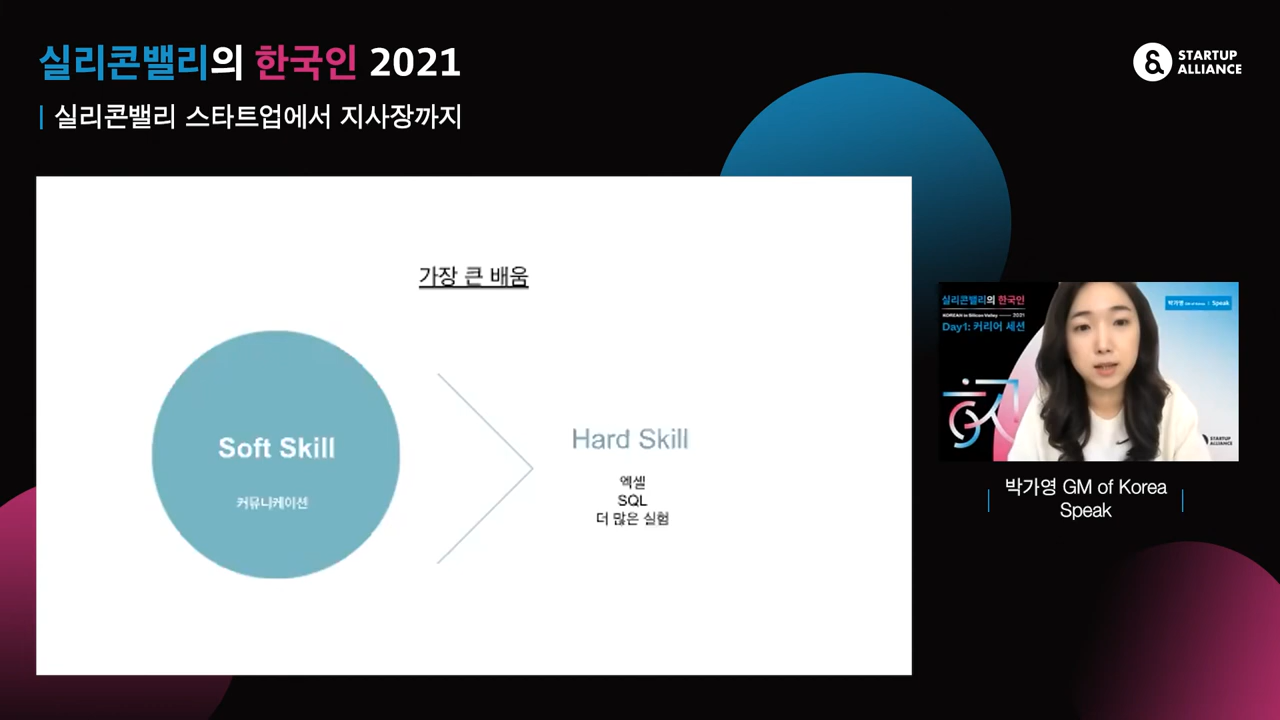 실리콘밸리의 한국인 2021
실리콘밸리 스타트업에서 지사장까지
STARTUP
ALLIANCE
가장 큰 배움
Soft Skill
커뮤니케이션
Hard Skill
엑셀
SQL
더 많은 실험
실리콘밸리의 한국인
KOREAN in Silicon Valley 2021
Day1: 커리어 세션
박가영 GM of Korea | Speak
STARTUP
ALLIANCE
박가영 GM of Korea
Speak